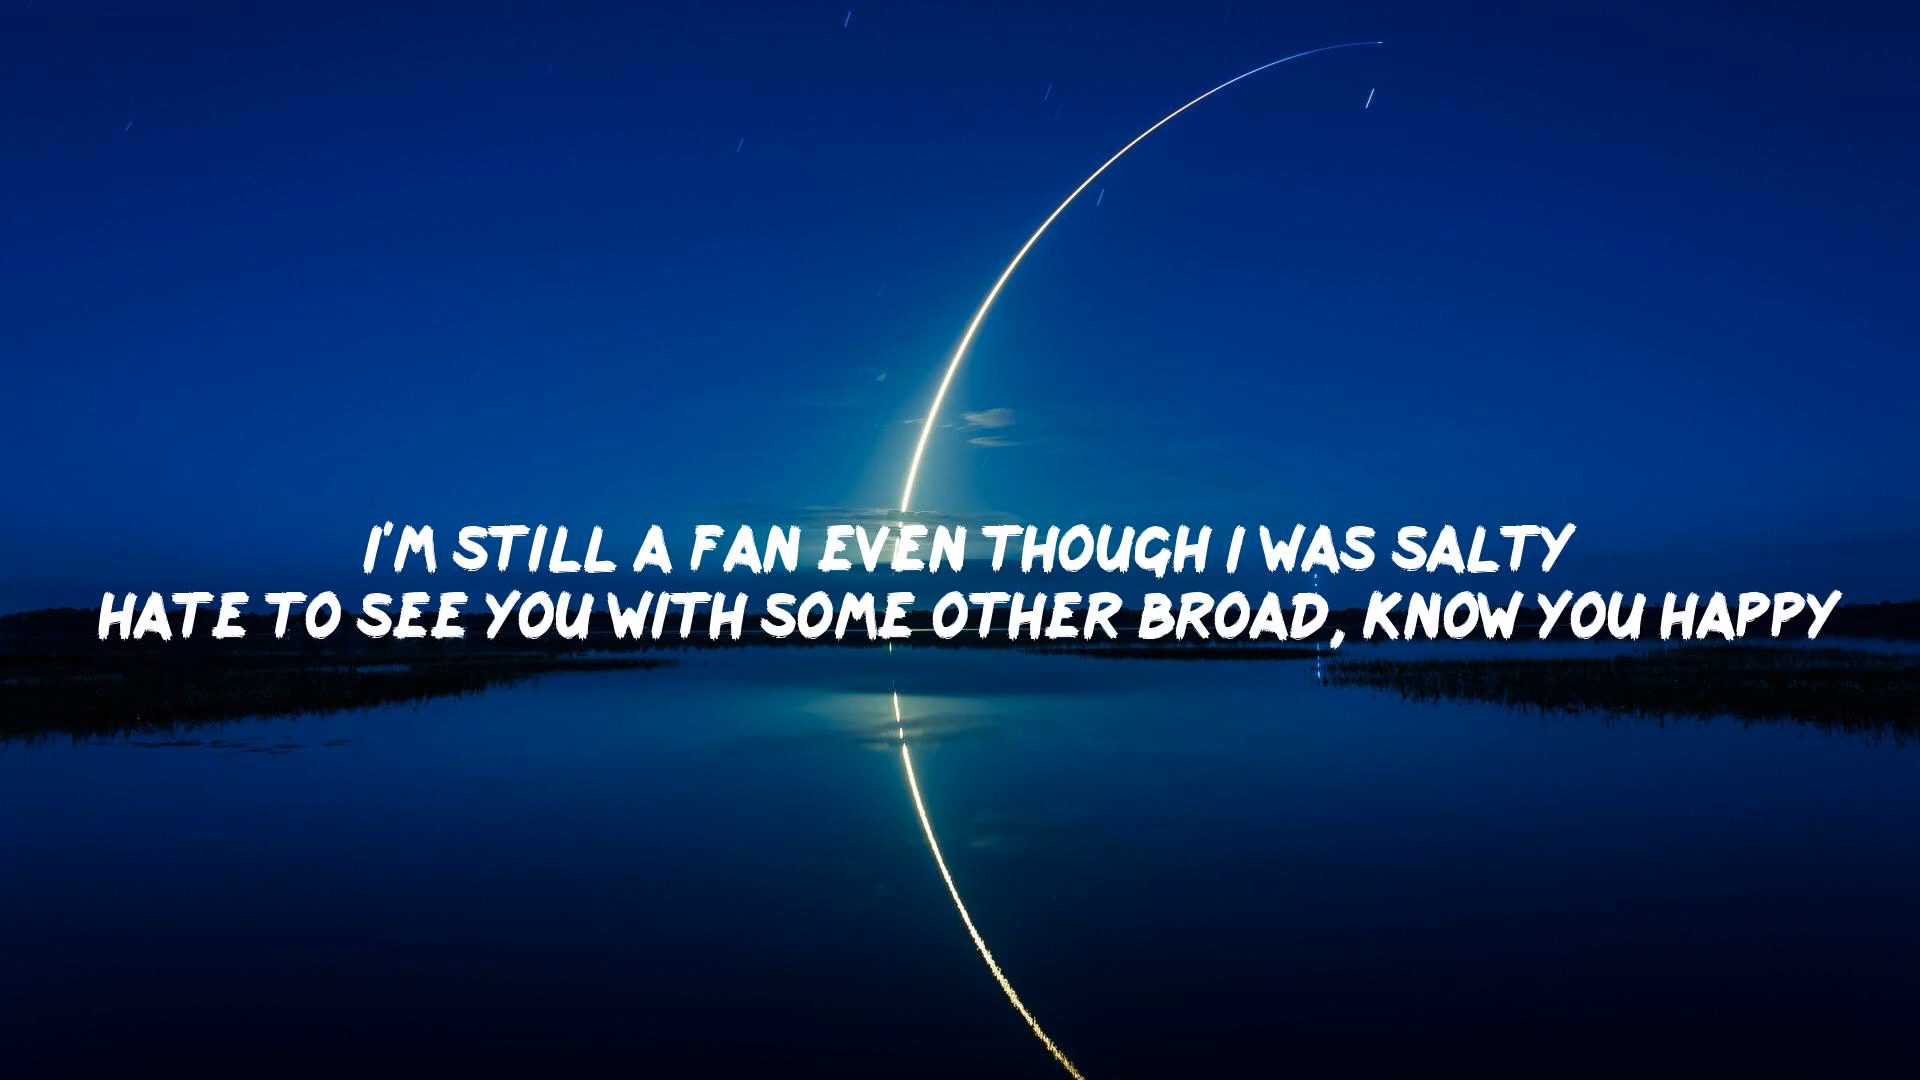 I'M STILL A FAN EVEN THOUGH I WAS SALTY
HATE TO SEE YOU WITH SOME OTHER BROAD, KNOW YOU HAPPY